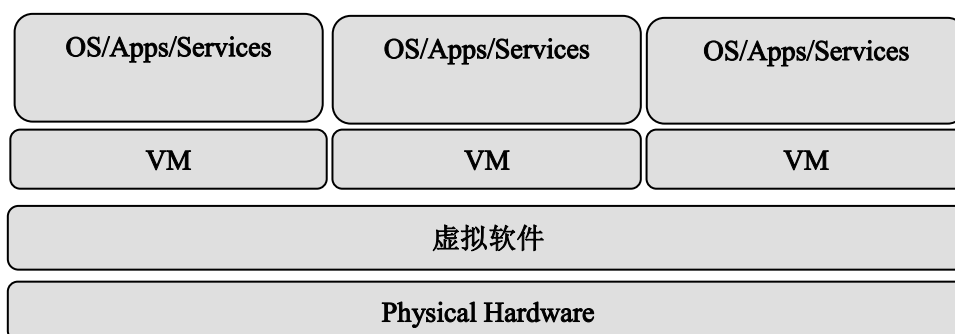 OS/Apps/Services
OS/Apps/Services
OS/Apps/Services
VM
VM
VM
虚拟软件
Physical Hardware